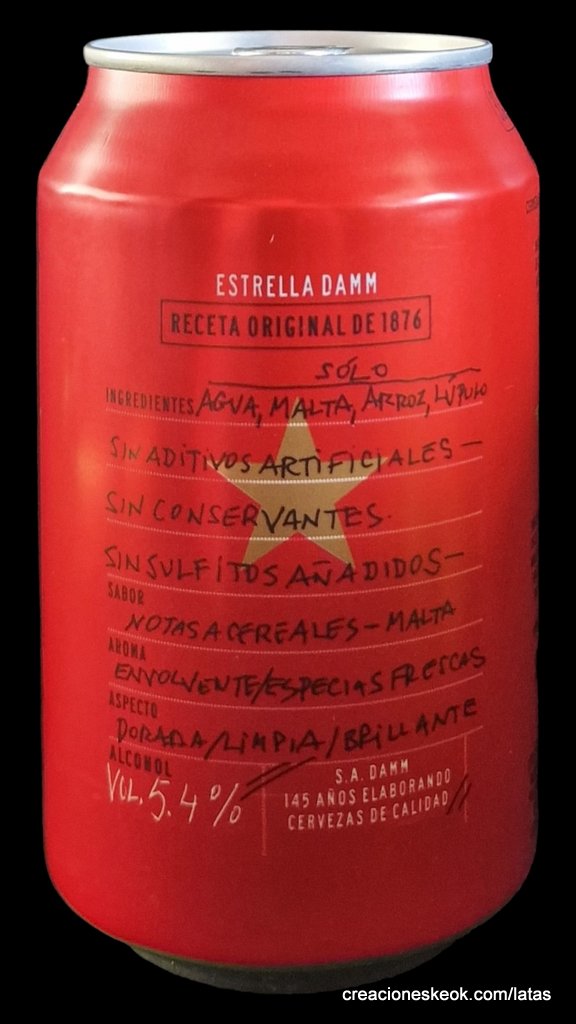 ESTRELLA DAMM
RECETA ORIGINAL DE 1876
SÓLO
INGREDIENTES AGUA, MALTA, ARROZ, LÚPULO
SIN ADITIVOS ARTIFICIALES—
SIN CONSERVANTES.
SIN SULFITOS AÑADIDOS—
SABOR
NOTAS A CEREALES—MALTA
AROMA
ENVOLVENTE/ESPECIAS FRESCAS
ASPECTO
DORADA/LIMPIA/BRILLANTE
ALCOHOL
VOL. 5.4%
S.A. DAMM
145 AÑOS ELABORANDO
CERVEZAS DE CALIDAD
creacioneskeok.com/latas